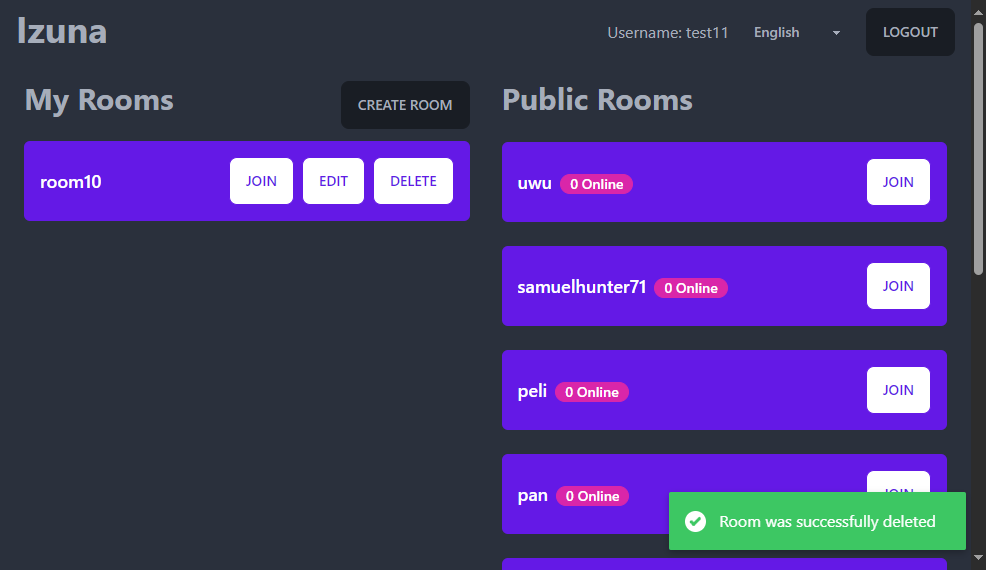 Izuna
Username: test11
English
LOGOUT
My Rooms
CREATE ROOM
room10
JOIN
EDIT
DELETE
Public Rooms
uwu 0 Online
JOIN
samuelhunter71 0 Online
JOIN
peli 0 Online
JOIN
pan 0 Online
JOIN
Room was successfully deleted